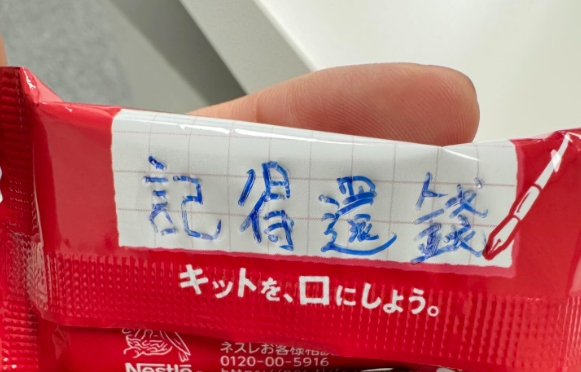 記得還錢
キットを、口にしよう。
ネスレお客様相談
0120-00-5916
Nestlé